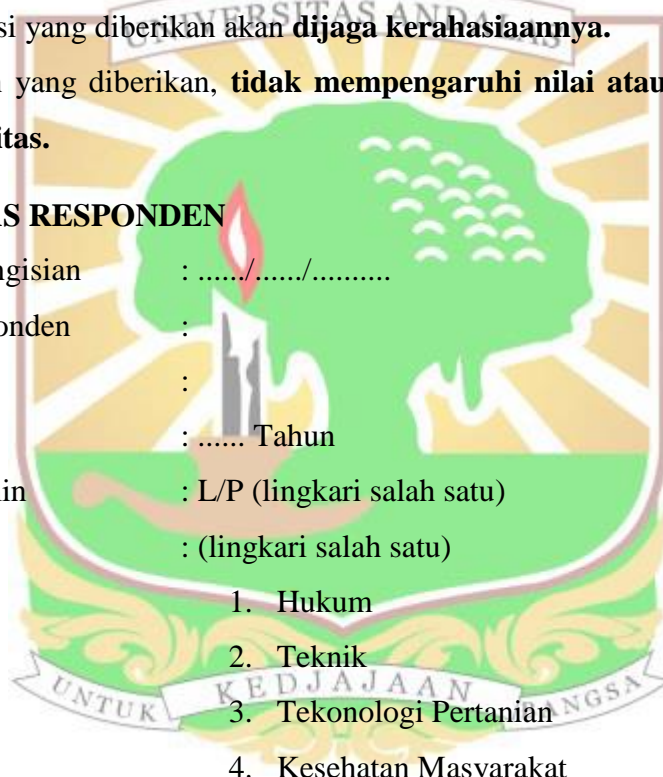 UNIVERSITAS ANDALAS
si yang diberikan akan dijaga kerahasiaannya.
yang diberikan, tidak mempengaruhi nilai atau
itas.
S RESPONDEN
ngisian : ....../....../..........
onden :
:
: ...... Tahun
in : L/P (lingkari salah satu)
: (lingkari salah satu)
1. Hukum
2. Teknik
UNTUK KEDJAJAAN BANGSA
3. Tekonologi Pertanian
4. Kesehatan Masyarakat